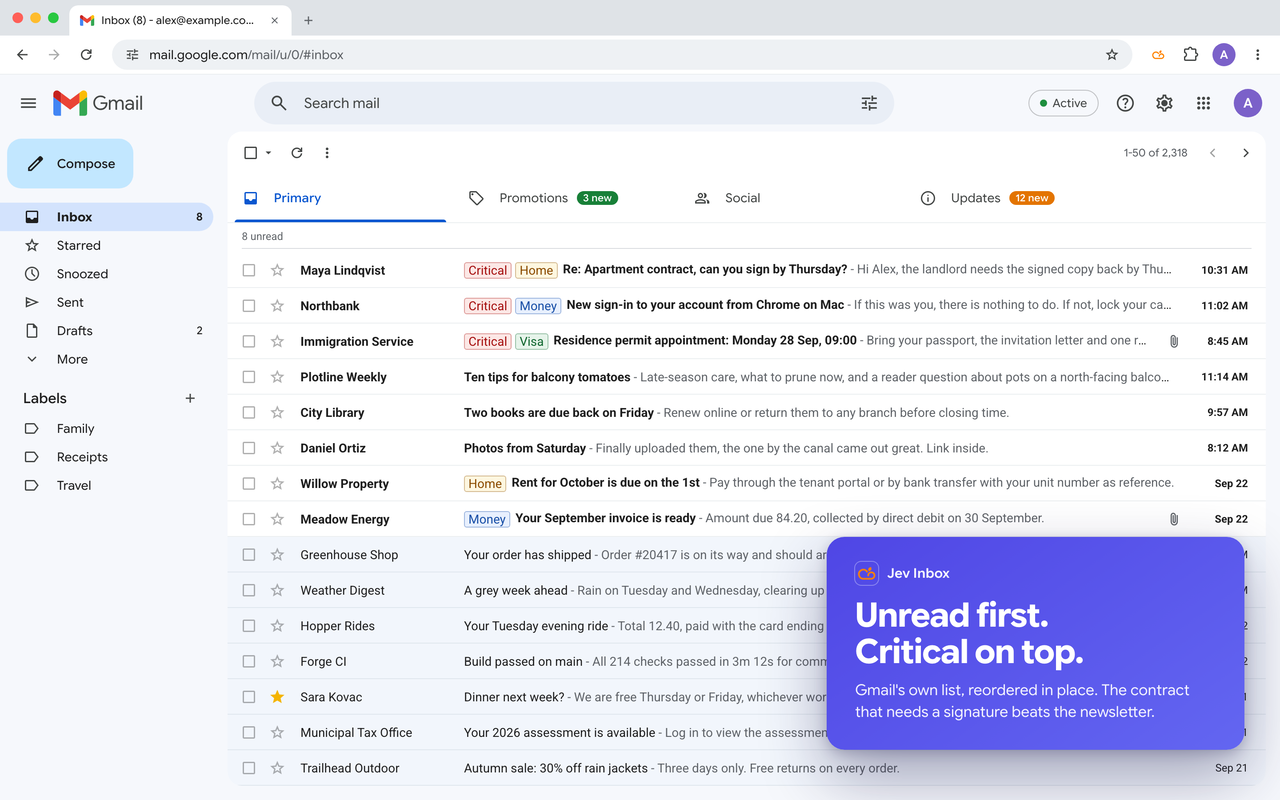 Inbox (8) - alex@example.co...
mail.google.com/mail/u/0/#inbox
A
Gmail
Search mail
Active
A
Compose
1-50 of 2,318
Primary
Promotions 3 new
Social
Updates 12 new
Inbox 8
Starred
Snoozed
Sent
Drafts 2
More
Labels
Family
Receipts
Travel
8 unread
Maya Lindqvist Critical Home Re: Apartment contract, can you sign by Thursday? - Hi Alex, the landlord needs the signed copy back by Thu... 10:31 AM
Northbank Critical Money New sign-in to your account from Chrome on Mac - If this was you, there is nothing to do. If not, lock your ca... 11:02 AM
Immigration Service Critical Visa Residence permit appointment: Monday 28 Sep, 09:00 - Bring your passport, the invitation letter and one r... 8:45 AM
Plotline Weekly Ten tips for balcony tomatoes - Late-season care, what to prune now, and a reader question about pots on a north-facing balco... 11:14 AM
City Library Two books are due back on Friday - Renew online or return them to any branch before closing time. 9:57 AM
Daniel Ortiz Photos from Saturday - Finally uploaded them, the one by the canal came out great. Link inside. 8:12 AM
Willow Property Home Rent for October is due on the 1st - Pay through the tenant portal or by bank transfer with your unit number as reference. Sep 22
Meadow Energy Money Your September invoice is ready - Amount due 84.20, collected by direct debit on 30 September. Sep 22
Greenhouse Shop Your order has shipped - Order #20417 is on its way and should
Weather Digest A grey week ahead - Rain on Tuesday and Wednesday, clearing up
Hopper Rides Your Tuesday evening ride - Total 12.40, paid with the card ending
Forge CI Build passed on main - All 214 checks passed in 3m 12s for
Sara Kovac Dinner next week? - We are free Thursday or Friday, whichever
Municipal Tax Office Your 2026 assessment is available - Log in to view the
Trailhead Outdoor Autumn sale: 30% off rain jackets - Three days only. Free returns on every order. Sep 21
Jev Inbox
Unread first.
Critical on top.
Gmail's own list, reordered in place. The contract
that needs a signature beats the newsletter.